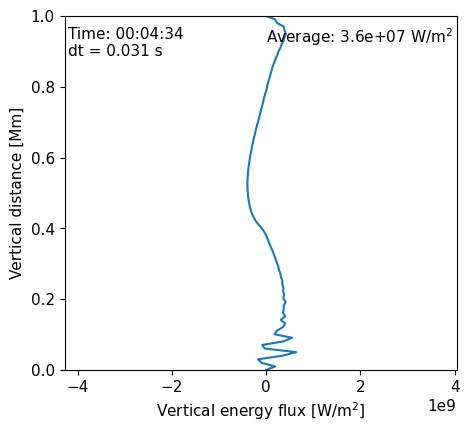 Time: 00:04:34
dt = 0.031 s
Average: 3.6e+07 W/m²
Vertical distance [Mm]
1.0
0.8
0.6
0.4
0.2
0.0
−4
−2
0
2
4
1e9
Vertical energy flux [W/m²]